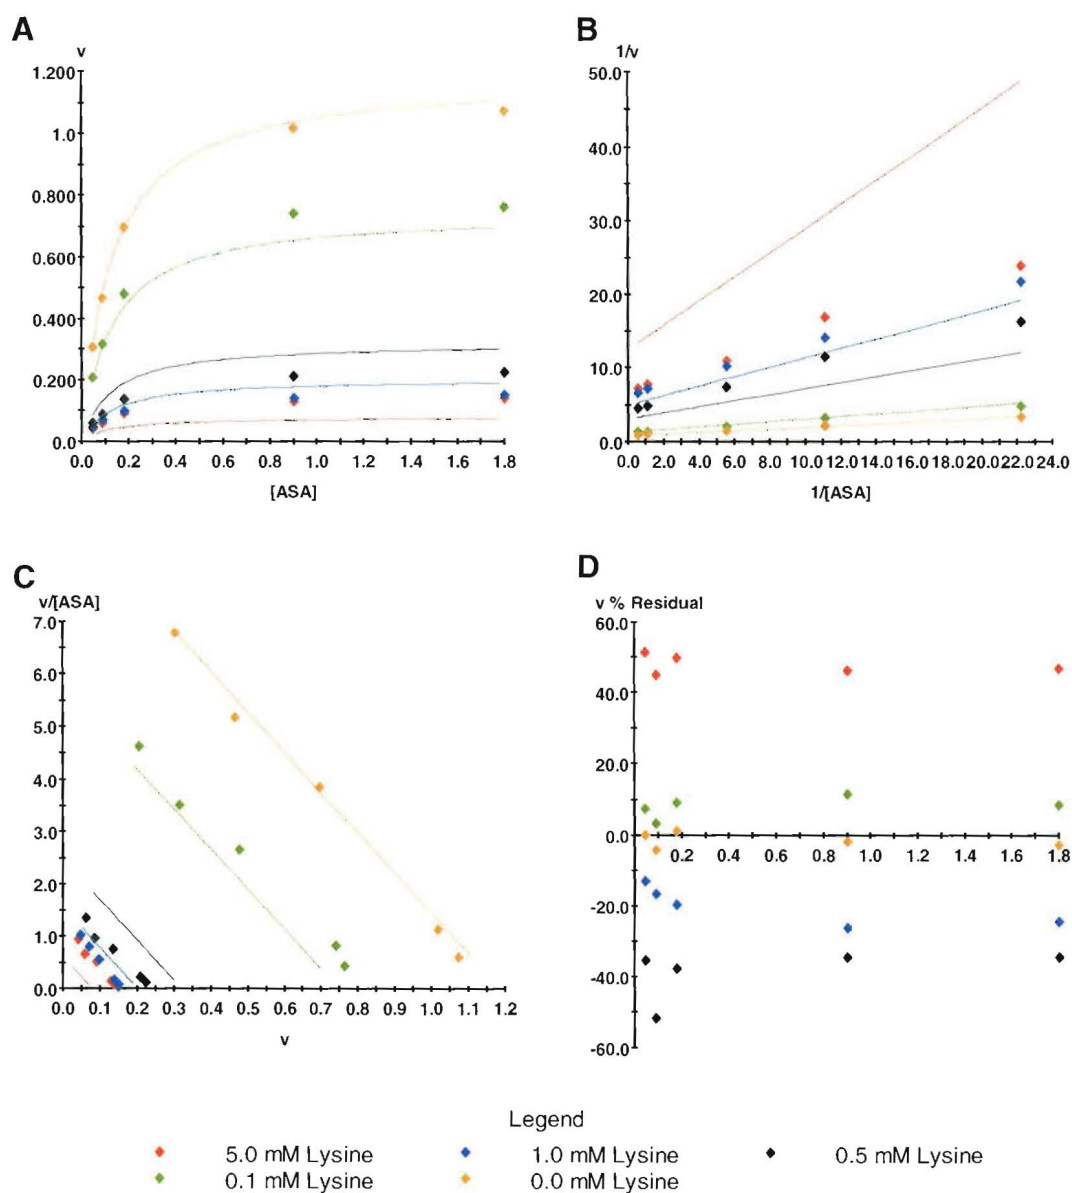 A
v
1.200
1.0
0.800
0.600
0.400
0.200
0.0
0.0 0.2 0.4 0.6 0.8 1.0 1.2 1.4 1.6 1.8
[ASA]
B
1/v
50.0
40.0
30.0
20.0
10.0
0.0
0.0 2.0 4.0 6.0 8.0 10.0 12.0 14.0 16.0 18.0 20.0 22.0 24.0
1/[ASA]
C
v/[ASA]
7.0
6.0
5.0
4.0
3.0
2.0
1.0
0.0
0.0 0.1 0.2 0.3 0.4 0.5 0.6 0.7 0.8 0.9 1.0 1.1 1.2
v
D
v % Residual
60.0
40.0
20.0
0.0
-20.0
-40.0
-60.0
0.2 0.4 0.6 0.8 1.0 1.2 1.4 1.6 1.8
Legend
5.0 mM Lysine 1.0 mM Lysine 0.5 mM Lysine
0.1 mM Lysine 0.0 mM Lysine